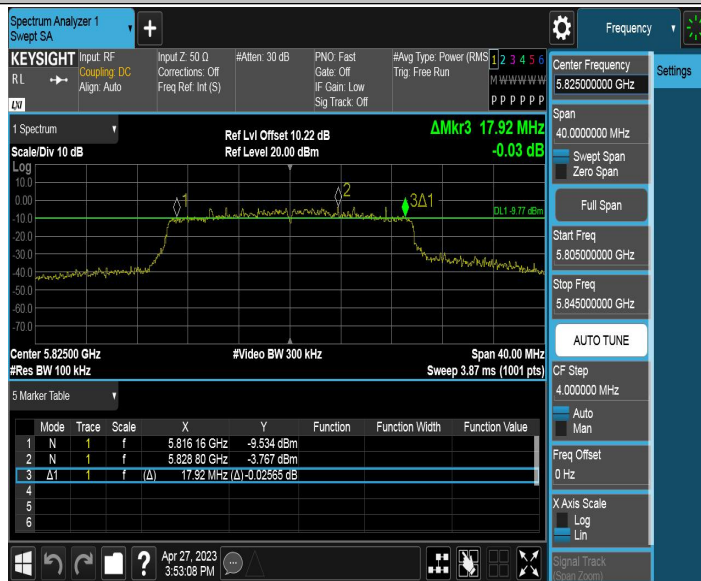 Spectrum Analyzer 1
Swept SA
+
Frequency
KEYSIGHT
RL
LXI
Input: RF
Coupling: DC
Align: Auto
Input Z: 50 Ω
Corrections: Off
Freq Ref: Int (S)
#Atten: 30 dB
PNO: Fast
Gate: Off
IF Gain: Low
Sig Track: Off
#Avg Type: Power (RMS
Trig: Free Run
1 2 3 4 5 6
M W W W W W
P P P P P P
Center Frequency
5.825000000 GHz
Settings
Span
40.0000000 MHz
Swept Span
Zero Span
Full Span
Start Freq
5.805000000 GHz
Stop Freq
5.845000000 GHz
AUTO TUNE
CF Step
4.000000 MHz
Auto
Man
Freq Offset
0 Hz
X Axis Scale
Log
Lin
Signal Track
(Span Zoom)
1 Spectrum
Scale/Div 10 dB
Log
Ref Lvl Offset 10.22 dB
Ref Level 20.00 dBm
ΔMkr3 17.92 MHz
-0.03 dB
10.0
0.00
-10.0
-20.0
-30.0
-40.0
-50.0
-60.0
-70.0
1
2
3Δ1
DL1 -9.77 dBm
Center 5.82500 GHz
#Res BW 100 kHz
#Video BW 300 kHz
Span 40.00 MHz
Sweep 3.87 ms (1001 pts)
5 Marker Table
Mode Trace Scale X Y Function Function Width Function Value
1 N 1 f 5.816 16 GHz -9.534 dBm
2 N 1 f 5.828 80 GHz -3.767 dBm
3 Δ1 1 f (Δ) 17.92 MHz (Δ) -0.02565 dB
4
5
6
?
Apr 27, 2023
3:53:08 PM